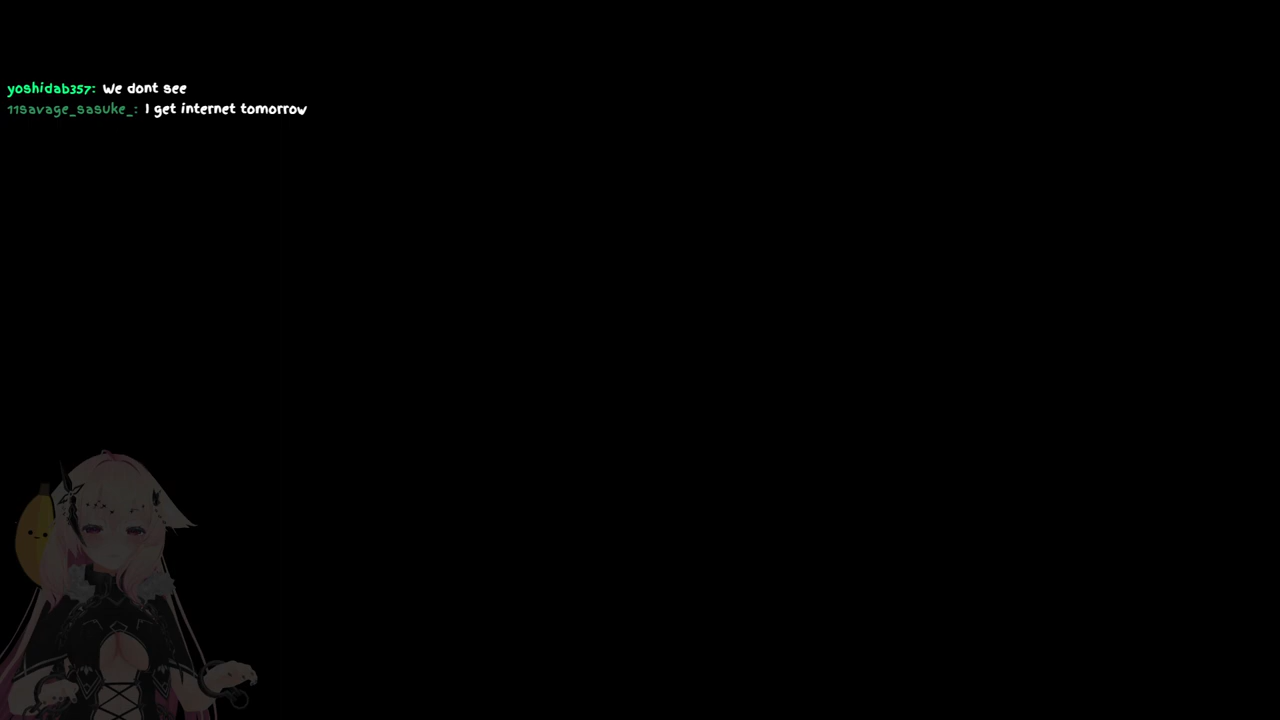 yoshidab357: We dont see
11savage_sasuke_: I get internet tomorrow